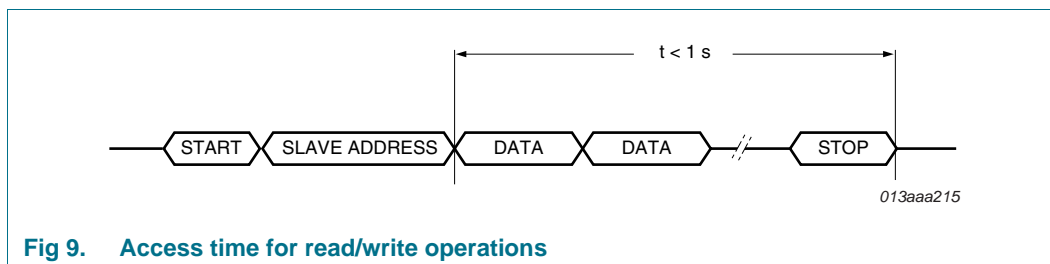 t < 1 s
START SLAVE ADDRESS DATA DATA STOP
013aaa215
Fig 9. Access time for read/write operations